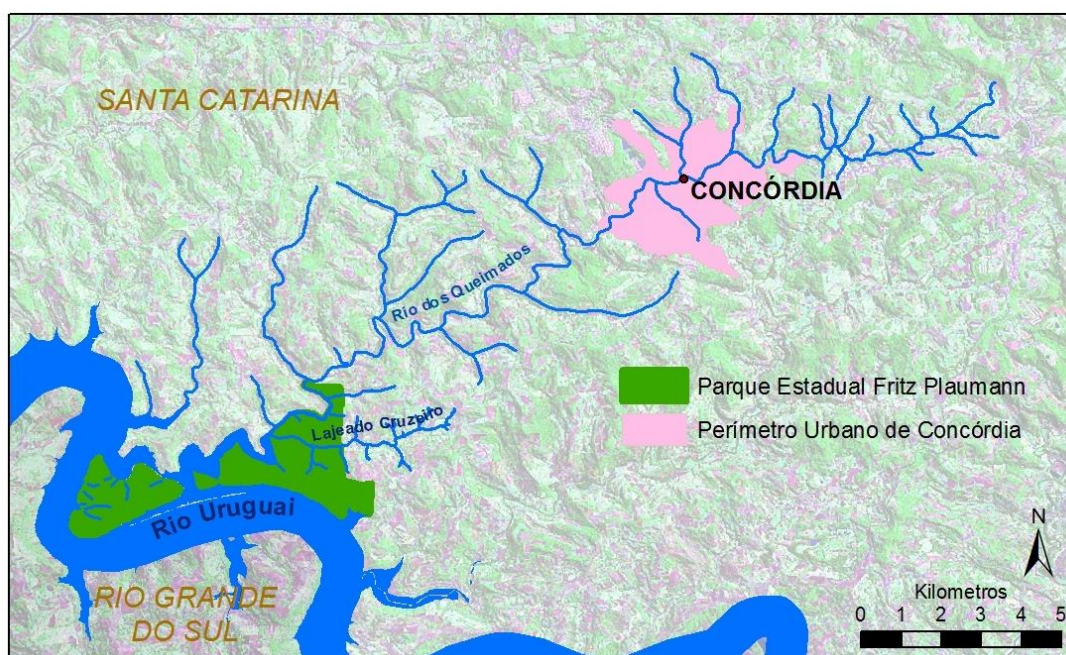 SANTA CATARINA
CONCÓRDIA
Rio dos Queimados
Parque Estadual Fritz Plaumann
Lajeado Cruzeiro
Perímetro Urbano de Concórdia
Rio Uruguai
N
RIO GRANDE
DO SUL
Kilometros
0 1 2 3 4 5